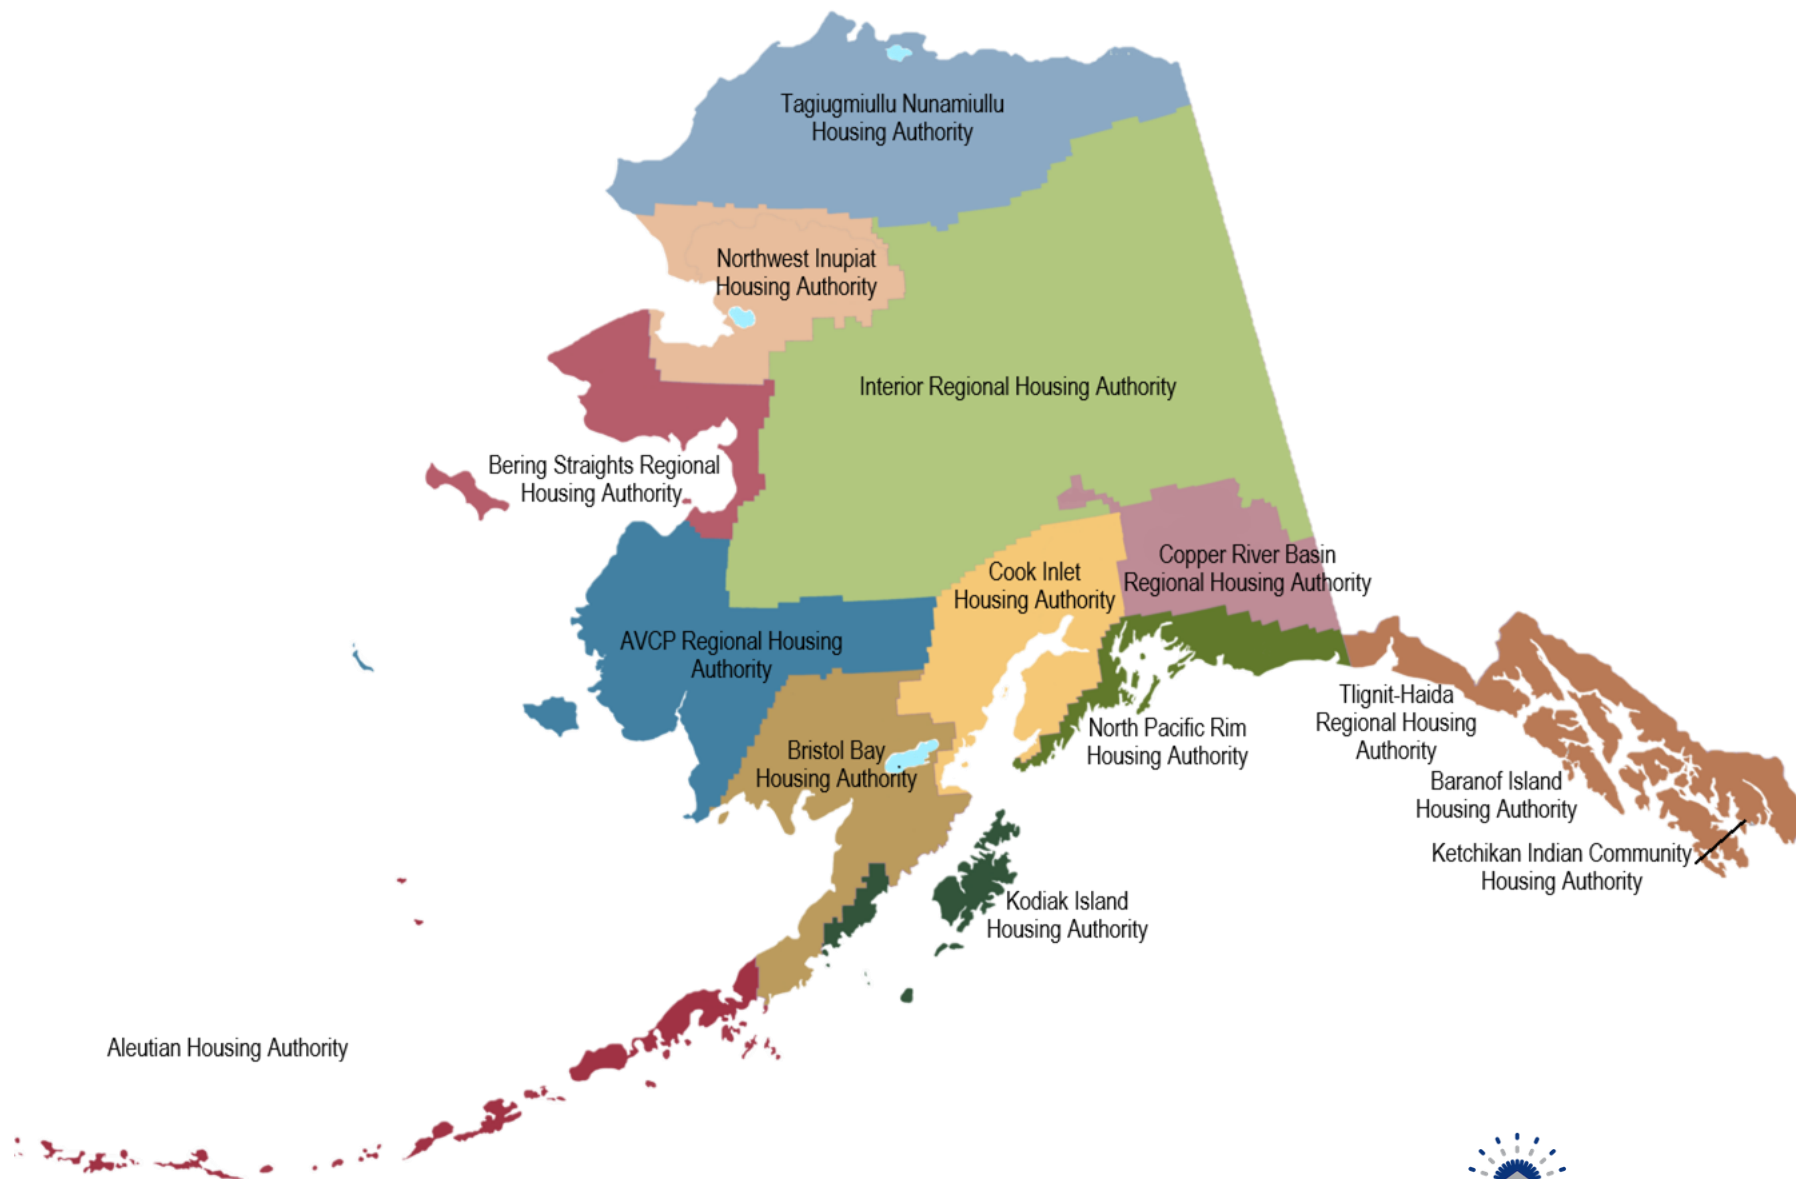 Tagiugmiullu Nunamiullu
Housing Authority
Northwest Inupiat
Housing Authority
Interior Regional Housing Authority
Bering Straights Regional
Housing Authority
Copper River Basin
Regional Housing Authority
Cook Inlet
Housing Authority
AVCP Regional Housing
Authority
Tlignit-Haida
Regional Housing
Authority
North Pacific Rim
Housing Authority
Bristol Bay
Housing Authority
Baranof Island
Housing Authority
Ketchikan Indian Community
Housing Authority
Kodiak Island
Housing Authority
Aleutian Housing Authority